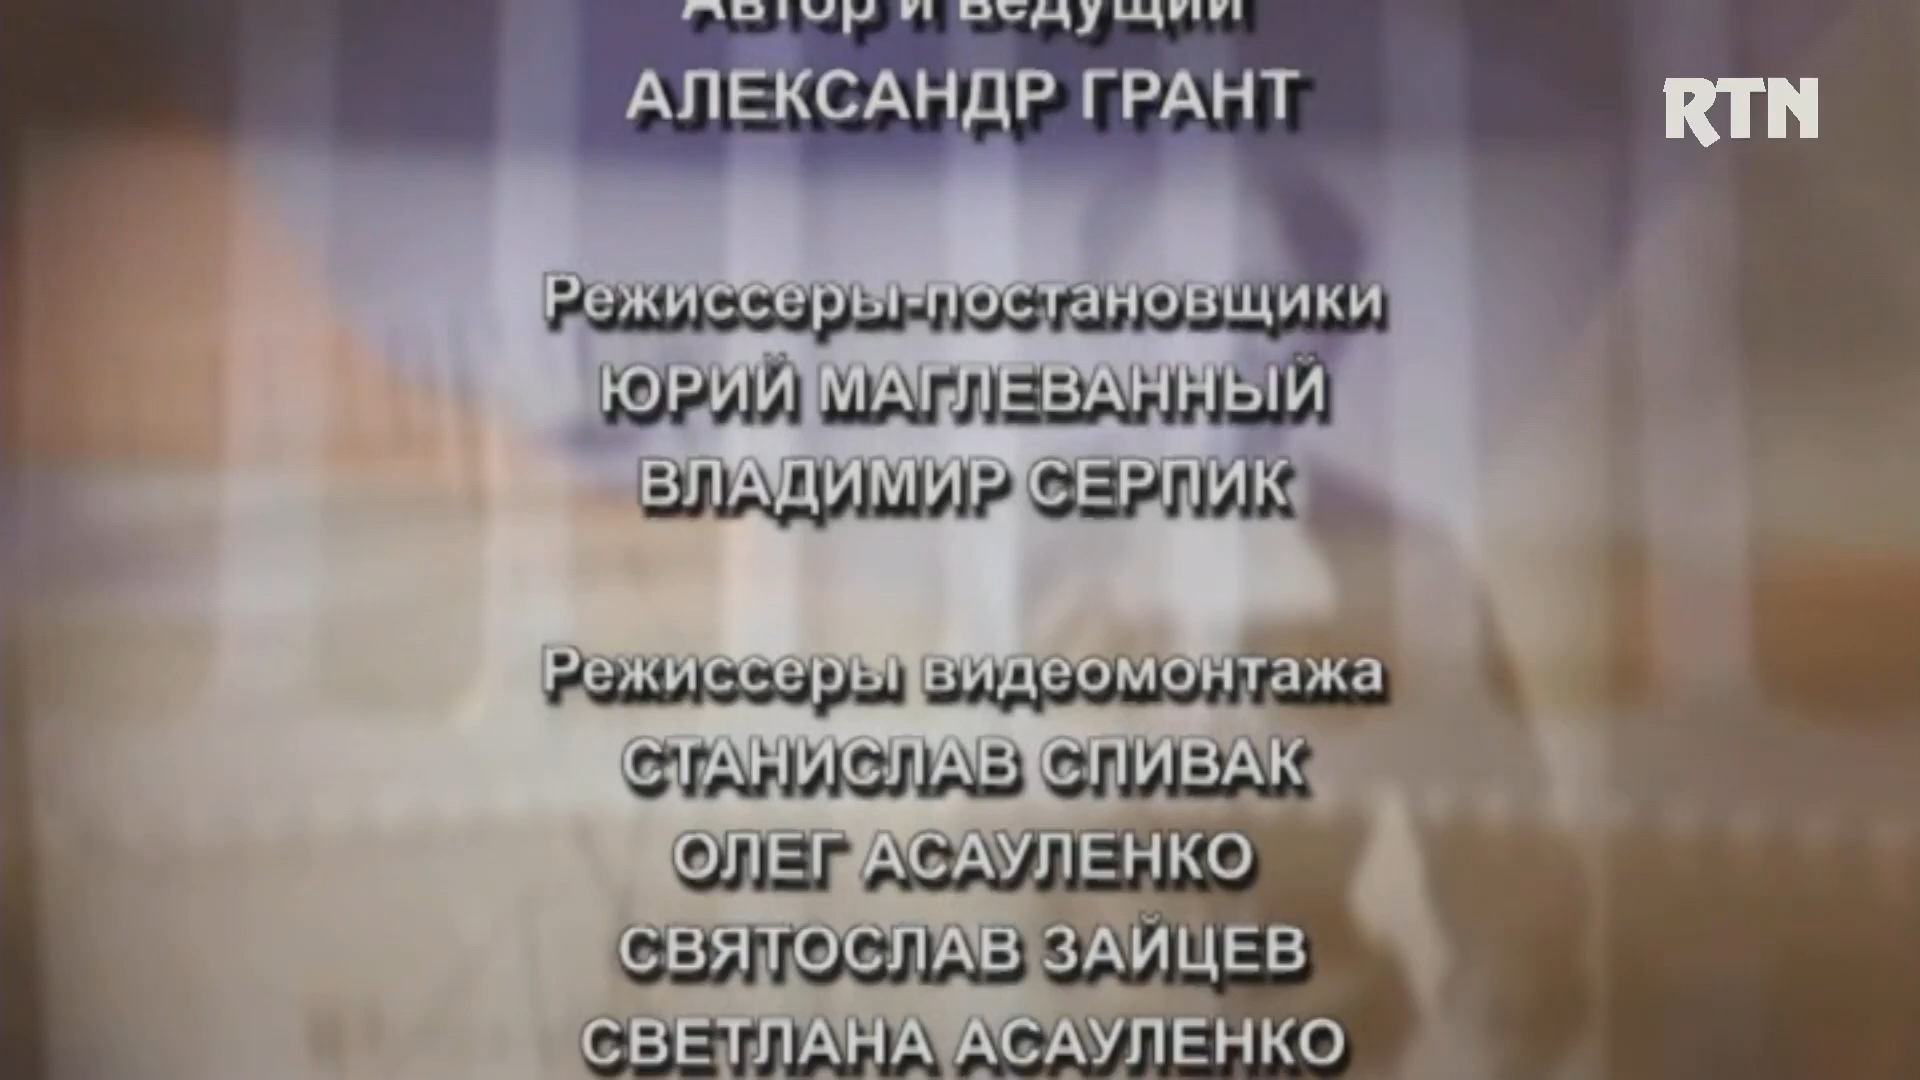 Автор и ведущий
АЛЕКСАНДР ГРАНТ
RTN
Режиссеры-постановщики
ЮРИЙ МАГЛЕВАННЫЙ
ВЛАДИМИР СЕРПИК
Режиссеры видеомонтажа
СТАНИСЛАВ СПИВАК
ОЛЕГ АСАУЛЕНКО
СВЯТОСЛАВ ЗАЙЦЕВ
СВЕТЛАНА АСАУЛЕНКО